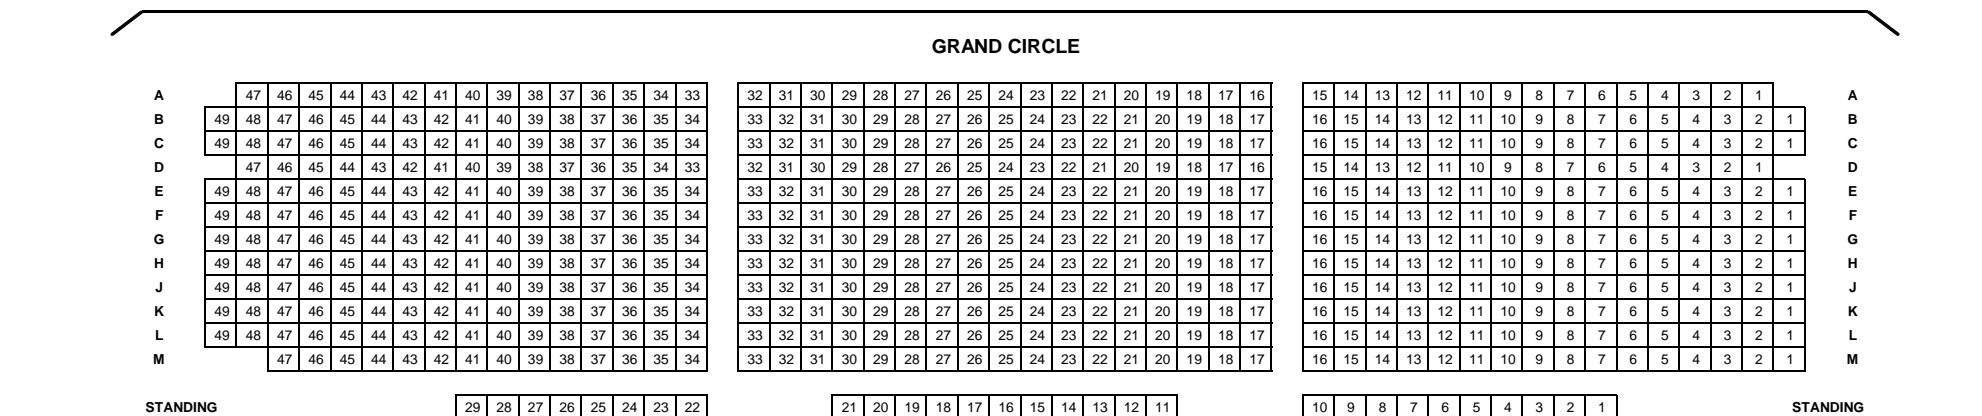 GRAND CIRCLE
A 47 46 45 44 43 42 41 40 39 38 37 36 35 34 33 32 31 30 29 28 27 26 25 24 23 22 21 20 19 18 17 16 15 14 13 12 11 10 9 8 7 6 5 4 3 2 1 A
B 49 48 47 46 45 44 43 42 41 40 39 38 37 36 35 34 33 32 31 30 29 28 27 26 25 24 23 22 21 20 19 18 17 16 15 14 13 12 11 10 9 8 7 6 5 4 3 2 1 B
C 49 48 47 46 45 44 43 42 41 40 39 38 37 36 35 34 33 32 31 30 29 28 27 26 25 24 23 22 21 20 19 18 17 16 15 14 13 12 11 10 9 8 7 6 5 4 3 2 1 C
D 47 46 45 44 43 42 41 40 39 38 37 36 35 34 33 32 31 30 29 28 27 26 25 24 23 22 21 20 19 18 17 16 15 14 13 12 11 10 9 8 7 6 5 4 3 2 1 D
E 49 48 47 46 45 44 43 42 41 40 39 38 37 36 35 34 33 32 31 30 29 28 27 26 25 24 23 22 21 20 19 18 17 16 15 14 13 12 11 10 9 8 7 6 5 4 3 2 1 E
F 49 48 47 46 45 44 43 42 41 40 39 38 37 36 35 34 33 32 31 30 29 28 27 26 25 24 23 22 21 20 19 18 17 16 15 14 13 12 11 10 9 8 7 6 5 4 3 2 1 F
G 49 48 47 46 45 44 43 42 41 40 39 38 37 36 35 34 33 32 31 30 29 28 27 26 25 24 23 22 21 20 19 18 17 16 15 14 13 12 11 10 9 8 7 6 5 4 3 2 1 G
H 49 48 47 46 45 44 43 42 41 40 39 38 37 36 35 34 33 32 31 30 29 28 27 26 25 24 23 22 21 20 19 18 17 16 15 14 13 12 11 10 9 8 7 6 5 4 3 2 1 H
J 49 48 47 46 45 44 43 42 41 40 39 38 37 36 35 34 33 32 31 30 29 28 27 26 25 24 23 22 21 20 19 18 17 16 15 14 13 12 11 10 9 8 7 6 5 4 3 2 1 J
K 49 48 47 46 45 44 43 42 41 40 39 38 37 36 35 34 33 32 31 30 29 28 27 26 25 24 23 22 21 20 19 18 17 16 15 14 13 12 11 10 9 8 7 6 5 4 3 2 1 K
L 49 48 47 46 45 44 43 42 41 40 39 38 37 36 35 34 33 32 31 30 29 28 27 26 25 24 23 22 21 20 19 18 17 16 15 14 13 12 11 10 9 8 7 6 5 4 3 2 1 L
M 47 46 45 44 43 42 41 40 39 38 37 36 35 34 33 32 31 30 29 28 27 26 25 24 23 22 21 20 19 18 17 16 15 14 13 12 11 10 9 8 7 6 5 4 3 2 1 M
STANDING 29 28 27 26 25 24 23 22 21 20 19 18 17 16 15 14 13 12 11 10 9 8 7 6 5 4 3 2 1 STANDING